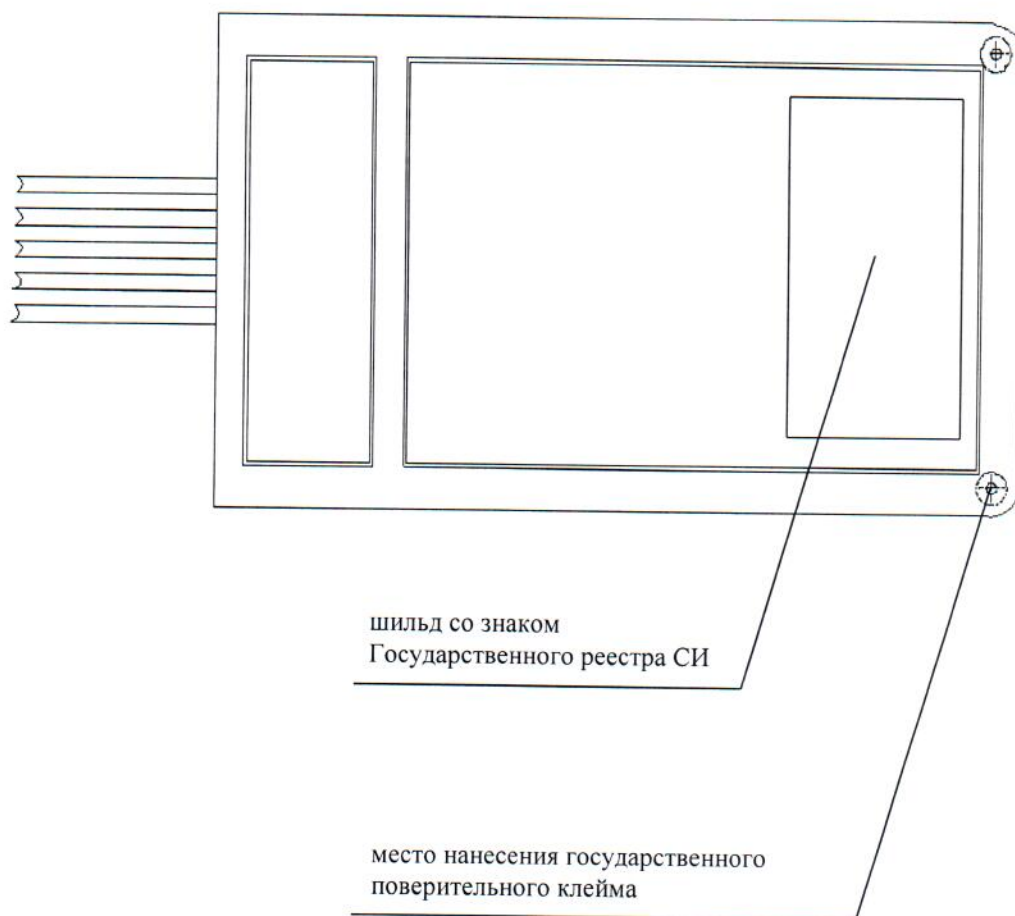 шильд со знаком
Государственного реестра СИ
место нанесения государственного
поверительного клейма